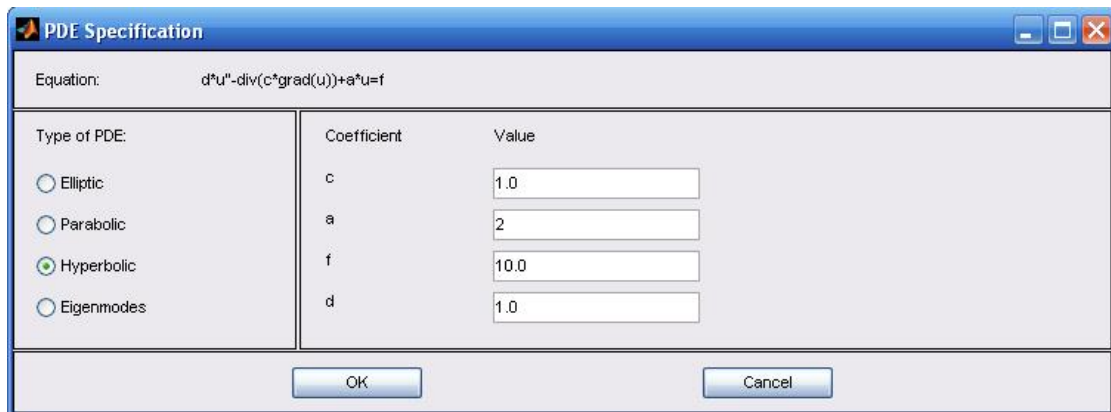 PDE Specification
Equation: d*u''-div(c*grad(u))+a*u=f
Type of PDE: Coefficient Value
Elliptic c 1.0
Parabolic a 2
Hyperbolic f 10.0
Eigenmodes d 1.0
OK Cancel